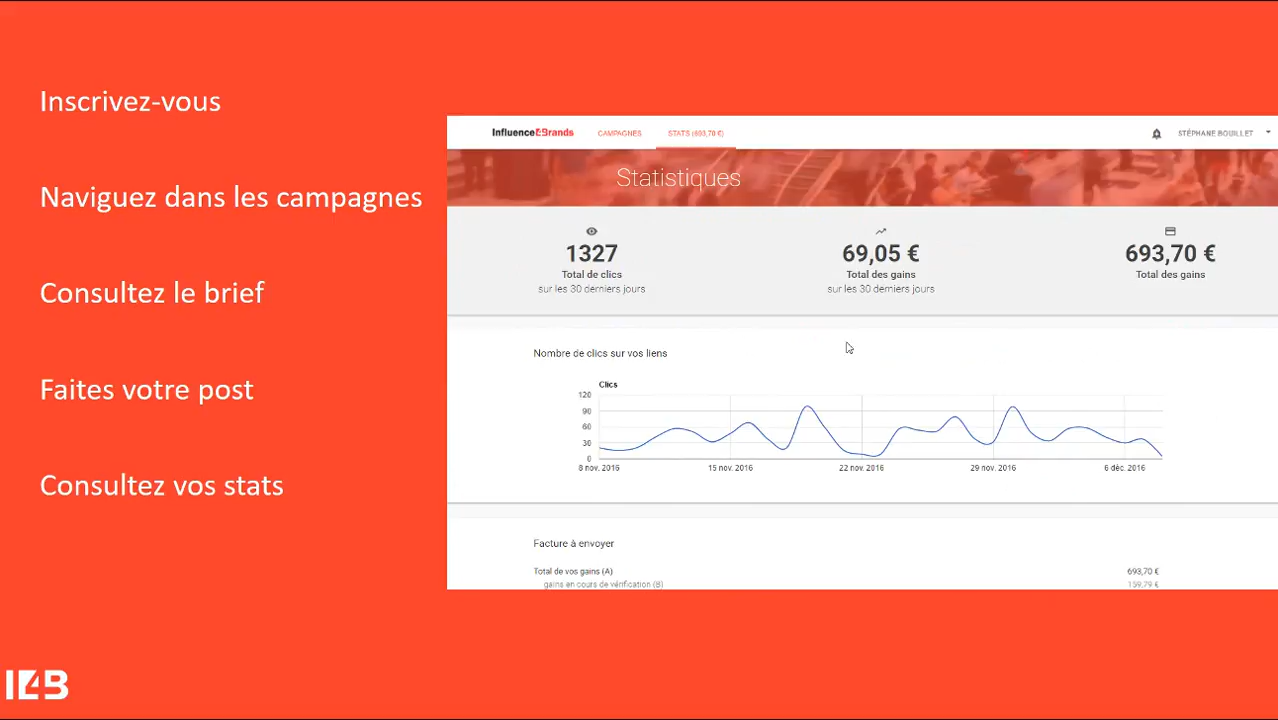 Inscrivez-vous
Naviguez dans les campagnes
Consultez le brief
Faites votre post
Consultez vos stats
I4B
Influence4Brands CAMPAGNES STATS (693,70 €) STÉPHANE BOUILLET
Statistiques
1327 69,05 € 693,70 €
Total de clics Total des gains Total des gains
sur les 30 derniers jours sur les 30 derniers jours
Nombre de clics sur vos liens
Clics
120
90
60
30
0
8 nov. 2016 15 nov. 2016 22 nov. 2016 29 nov. 2016 6 déc. 2016
Facture à envoyer
Total de vos gains (A) 693,70 €
gains en cours de vérification (B) 159,79 €